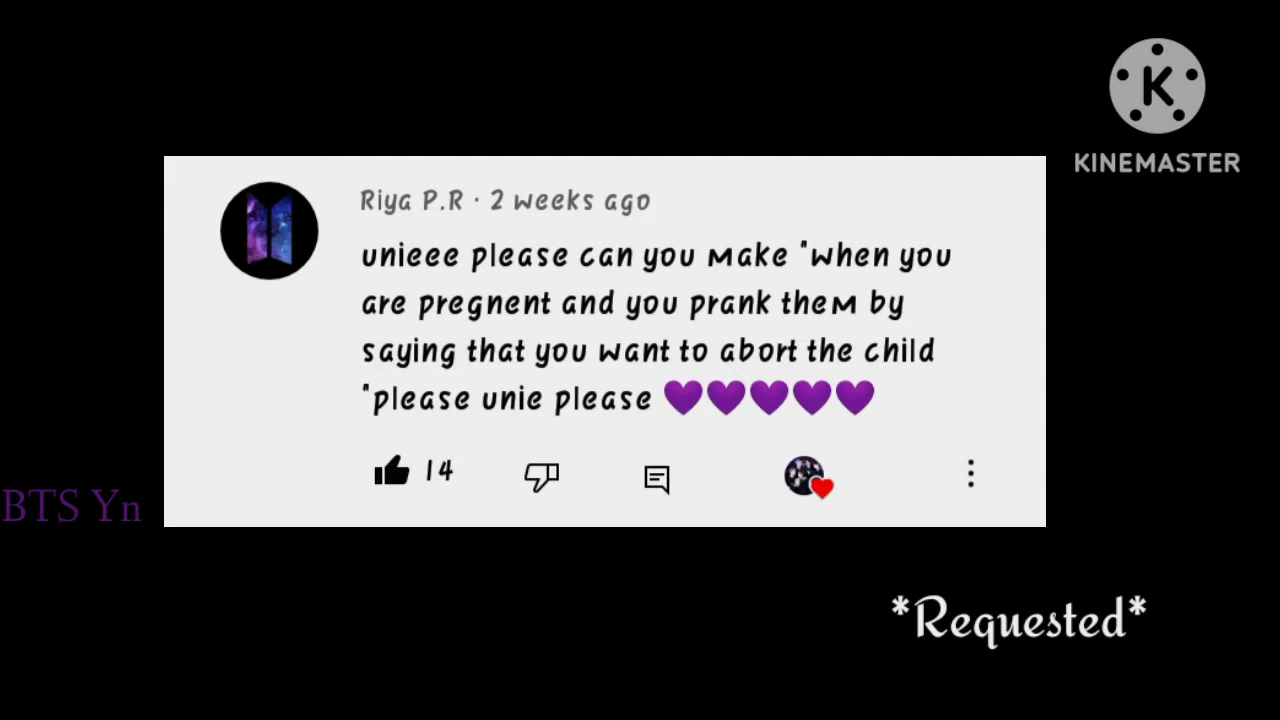 K
KINEMASTER
Riya P.R · 2 weeks ago
unieee please can you make "when you
are pregnent and you prank them by
saying that you want to abort the child
"please unie please 💜💜💜💜💜
14
BTS Yn
*Requested*